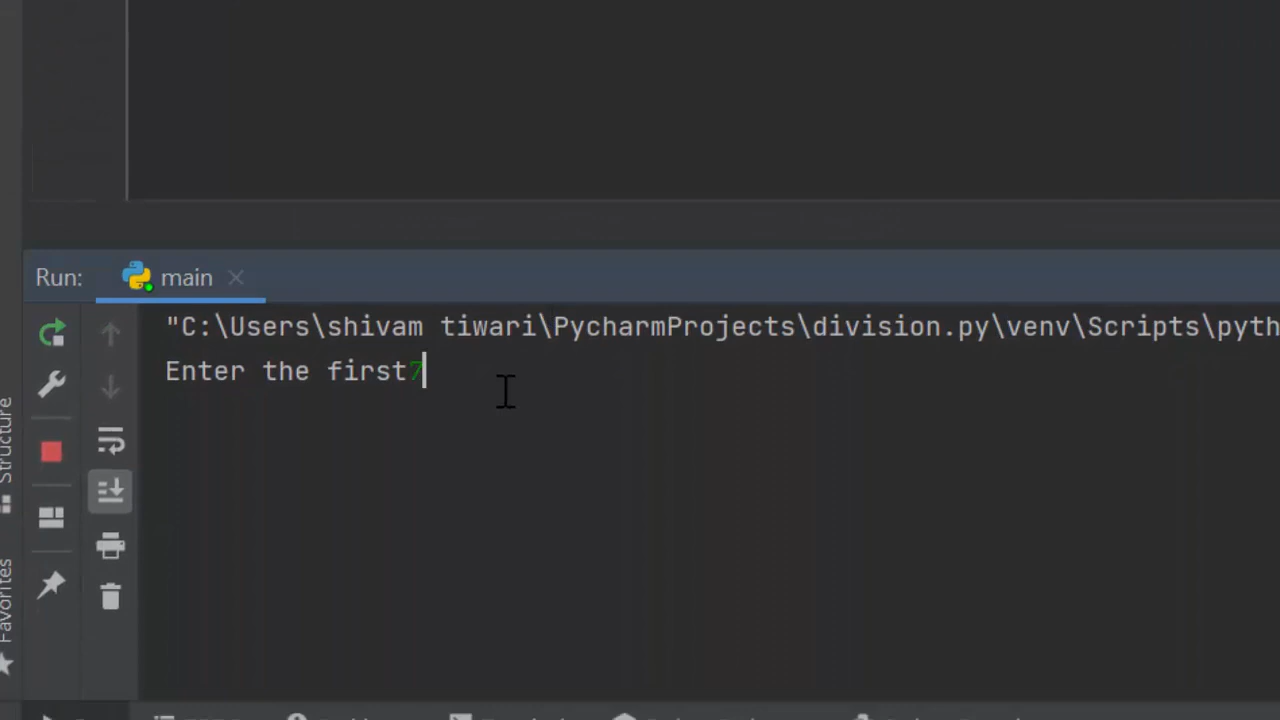 Run: main
"C:\Users\shivam tiwari\PycharmProjects\division.py\venv\Scripts\pyth
Enter the first7
Structure
Favorites